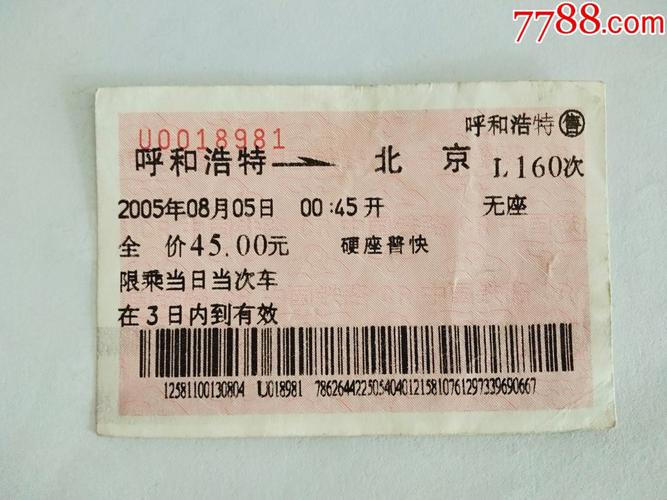 7788.com
U0018981
呼和浩特 售
呼和浩特 北京 L160次
2005年08月05日 00:45开 无座
全 价45.00元 硬座普快
限乘当日当次车
在3日内到有效
12581100130804 U018981 786264422505404012158107612973396​90667